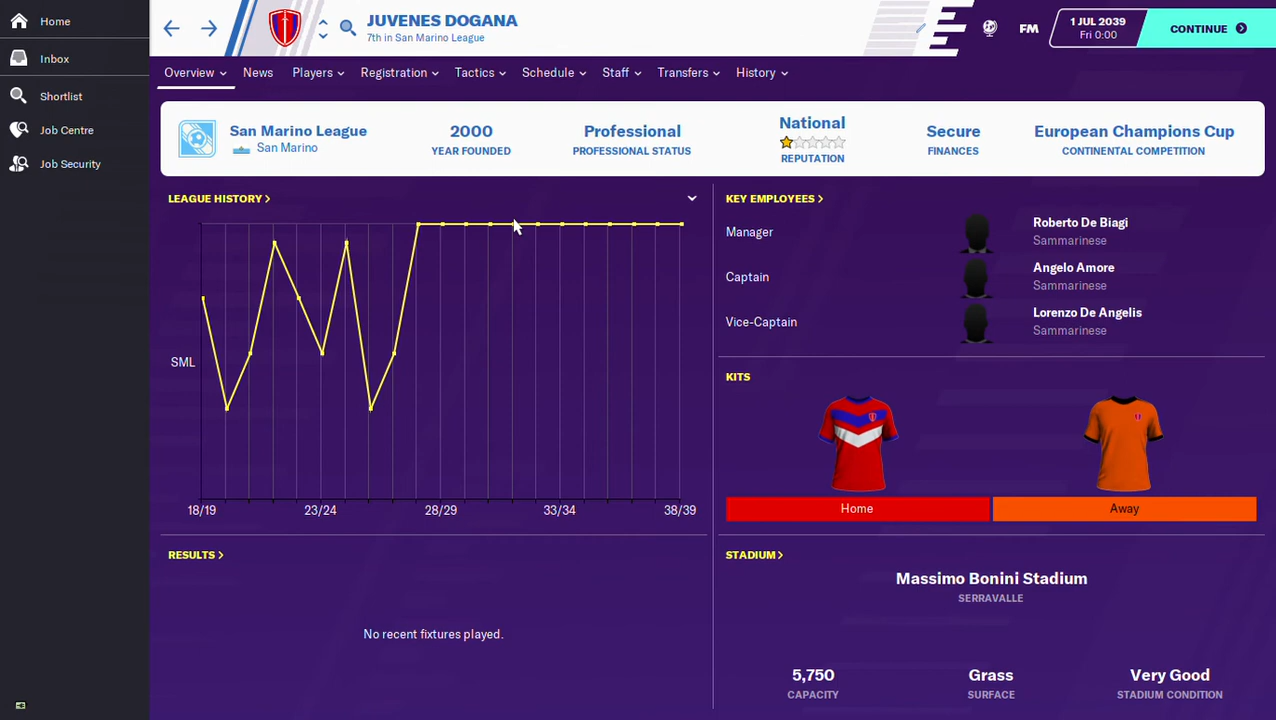 Home
Inbox
Shortlist
Job Centre
Job Security
JUVENES DOGANA
7th in San Marino League
FM
1 JUL 2039
Fri 0:00
CONTINUE
Overview
News
Players
Registration
Tactics
Schedule
Staff
Transfers
History
San Marino League
San Marino
2000
YEAR FOUNDED
Professional
PROFESSIONAL STATUS
National
REPUTATION
Secure
FINANCES
European Champions Cup
CONTINENTAL COMPETITION
LEAGUE HISTORY >
SML
18/19 23/24 28/29 33/34 38/39
RESULTS >
No recent fixtures played.
KEY EMPLOYEES >
Manager
Roberto De Biagi
Sammarinese
Captain
Angelo Amore
Sammarinese
Vice-Captain
Lorenzo De Angelis
Sammarinese
KITS
Home
Away
STADIUM >
Massimo Bonini Stadium
SERRAVALLE
5,750
CAPACITY
Grass
SURFACE
Very Good
STADIUM CONDITION